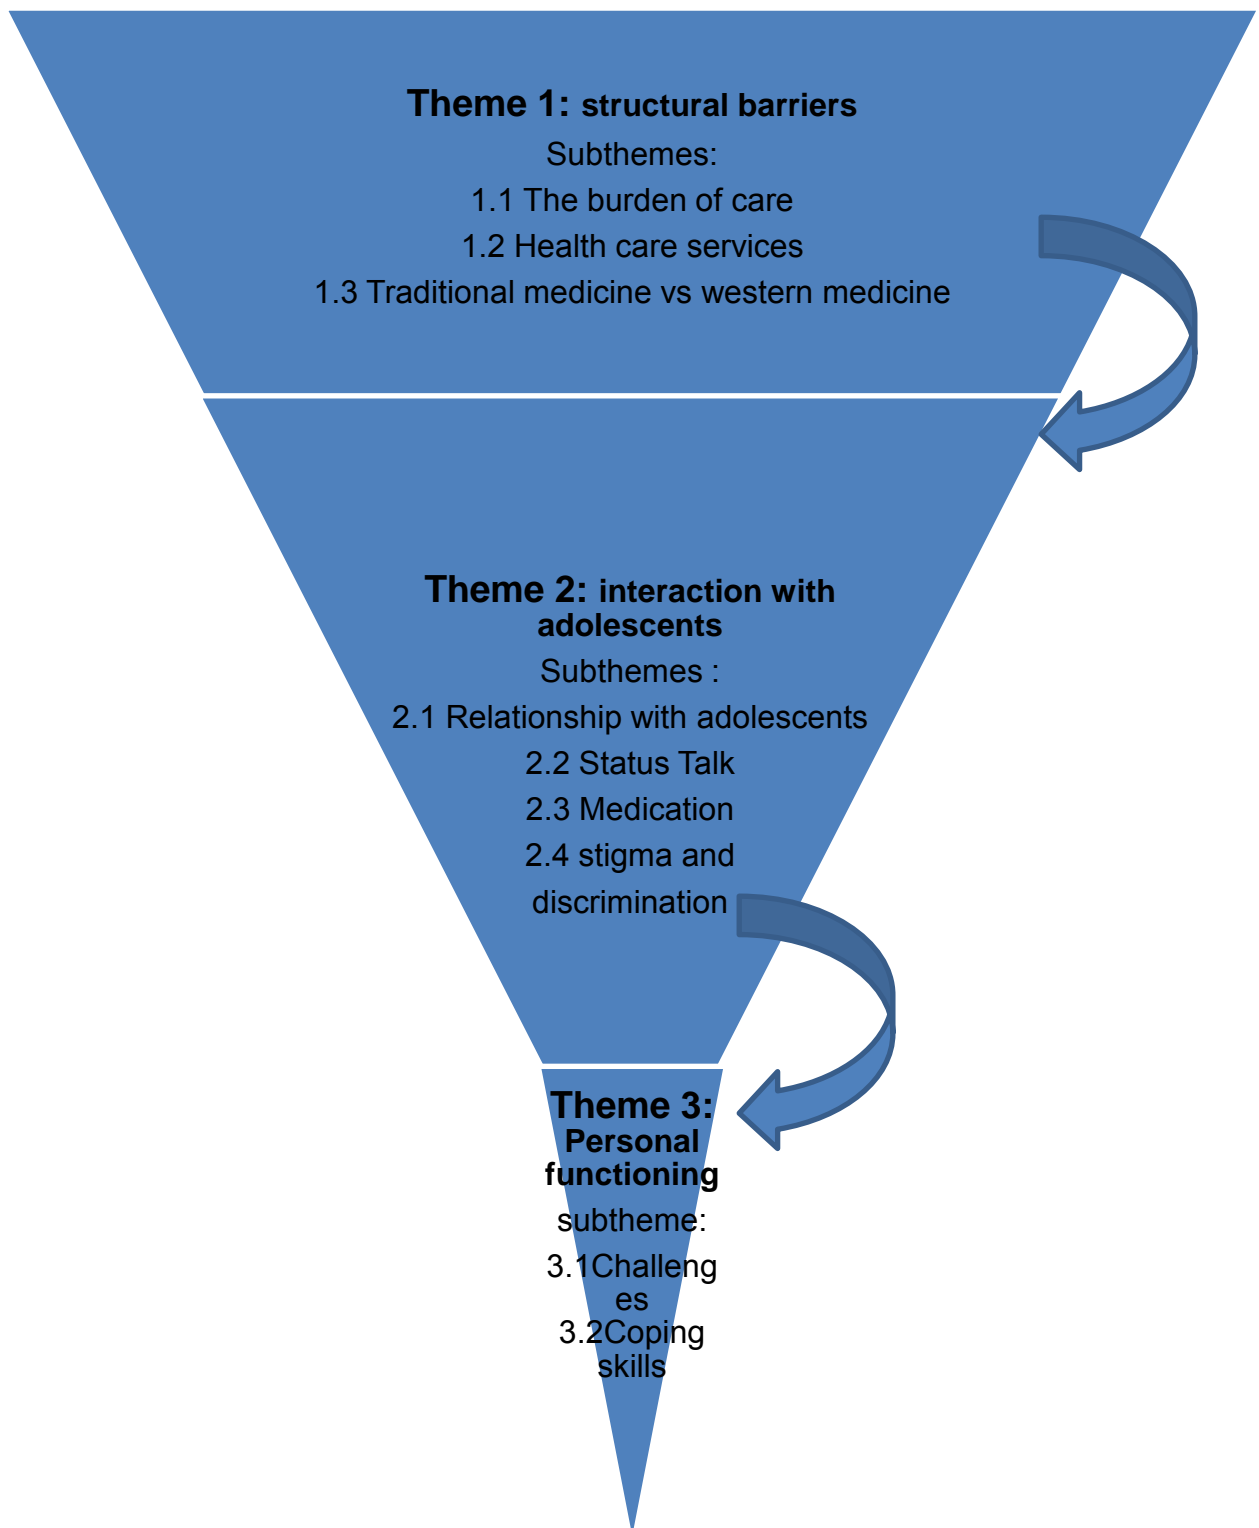 Theme 1: structural barriers
Subthemes:
1.1 The burden of care
1.2 Health care services
1.3 Traditional medicine vs western medicine
Theme 2: interaction with
adolescents
Subthemes :
2.1 Relationship with adolescents
2.2 Status Talk
2.3 Medication
2.4 stigma and
discrimination
Theme 3:
Personal
functioning
subtheme:
3.1Challeng
es
3.2Coping
skills